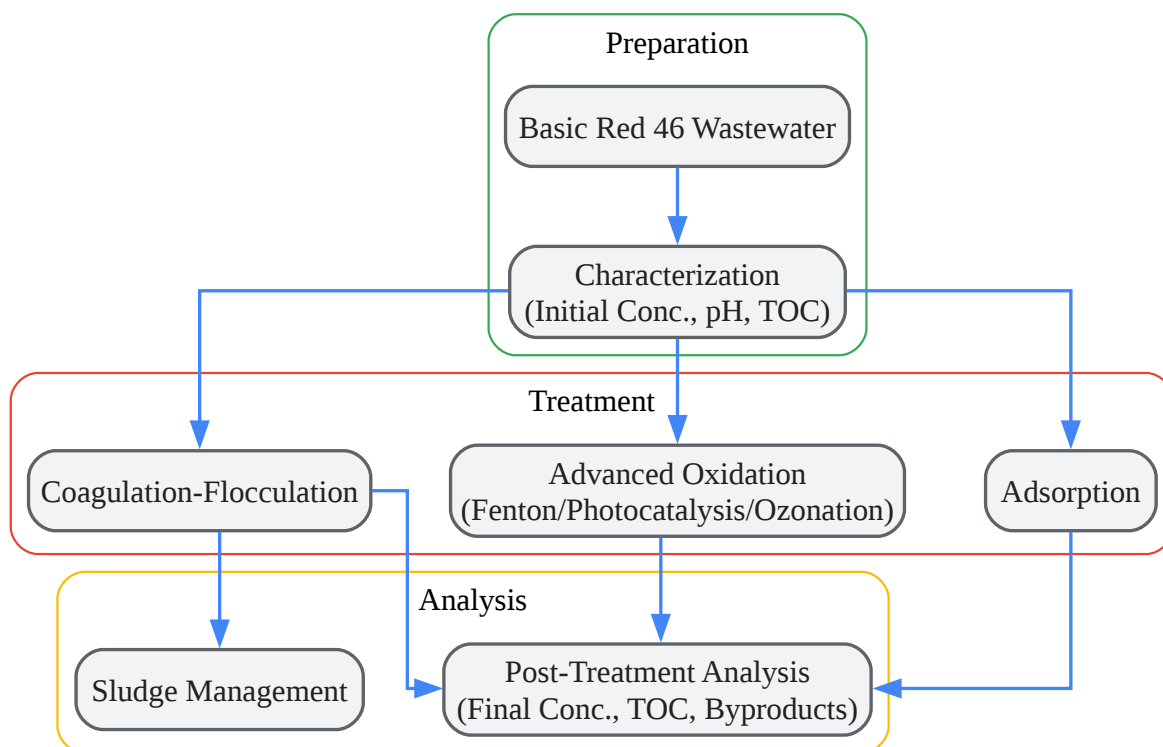 Preparation
Basic Red 46 Wastewater
Characterization
(Initial Conc., pH, TOC)
Treatment
Coagulation-Flocculation
Advanced Oxidation
(Fenton/Photocatalysis/Ozonation)
Adsorption
Analysis
Sludge Management
Post-Treatment Analysis
(Final Conc., TOC, Byproducts)